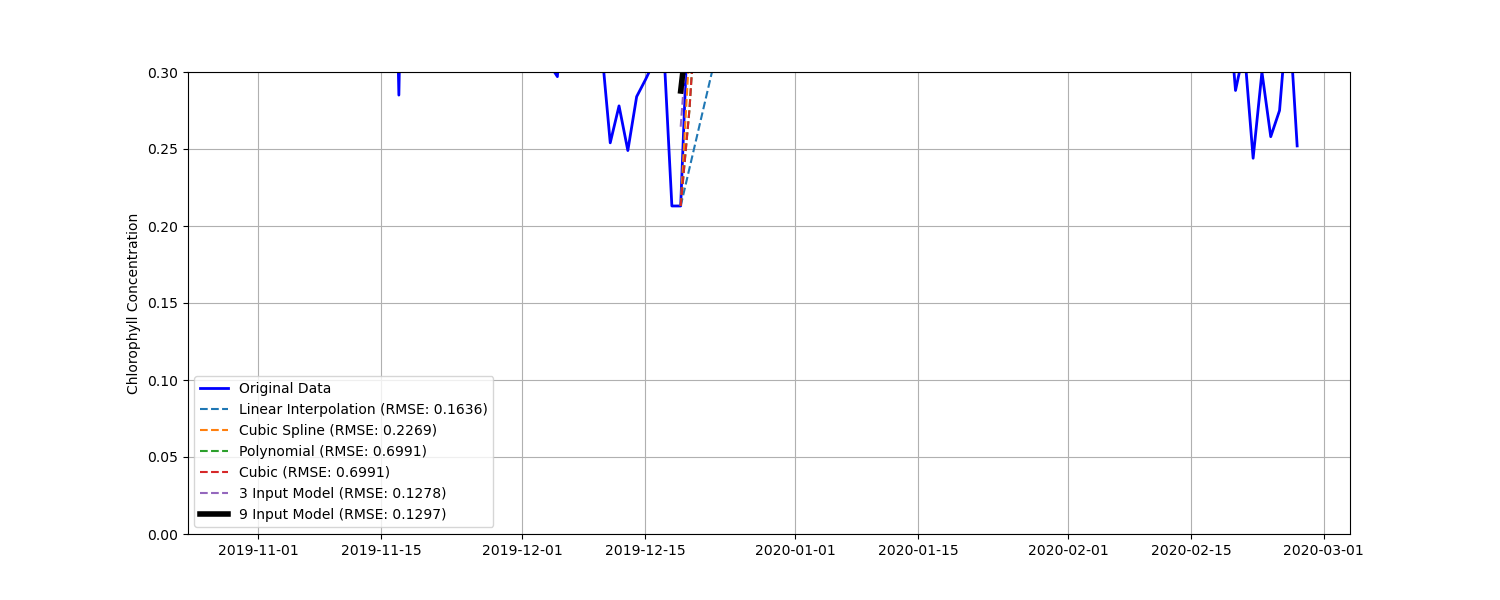 0.30
0.25
0.20
0.15
0.10
0.05
0.00
Chlorophyll Concentration
Original Data
Linear Interpolation (RMSE: 0.1636)
Cubic Spline (RMSE: 0.2269)
Polynomial (RMSE: 0.6991)
Cubic (RMSE: 0.6991)
3 Input Model (RMSE: 0.1278)
9 Input Model (RMSE: 0.1297)
2019-11-01 2019-11-15 2019-12-01 2019-12-15 2020-01-01 2020-01-15 2020-02-01 2020-02-15 2020-03-01